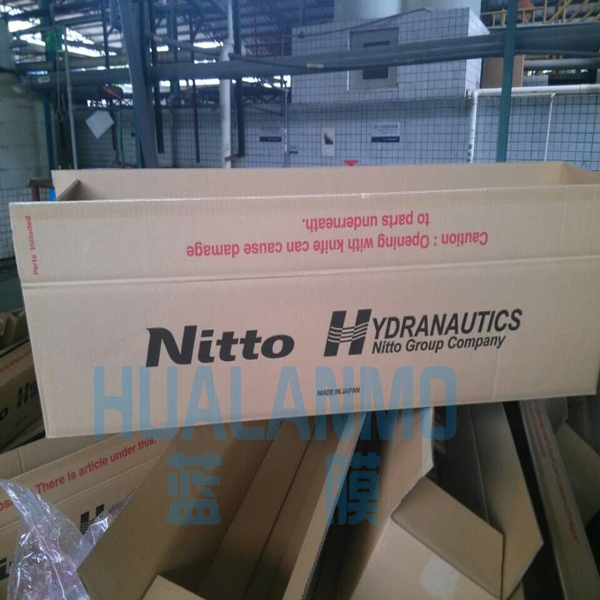 Parts Included
Caution : Opening with knife can cause damage
to parts underneath.
Nitto
HYDRANAUTICS
Nitto Group Company
MADE IN JAPAN
HUALANMO
蓝膜
There is article under this.
Hyd